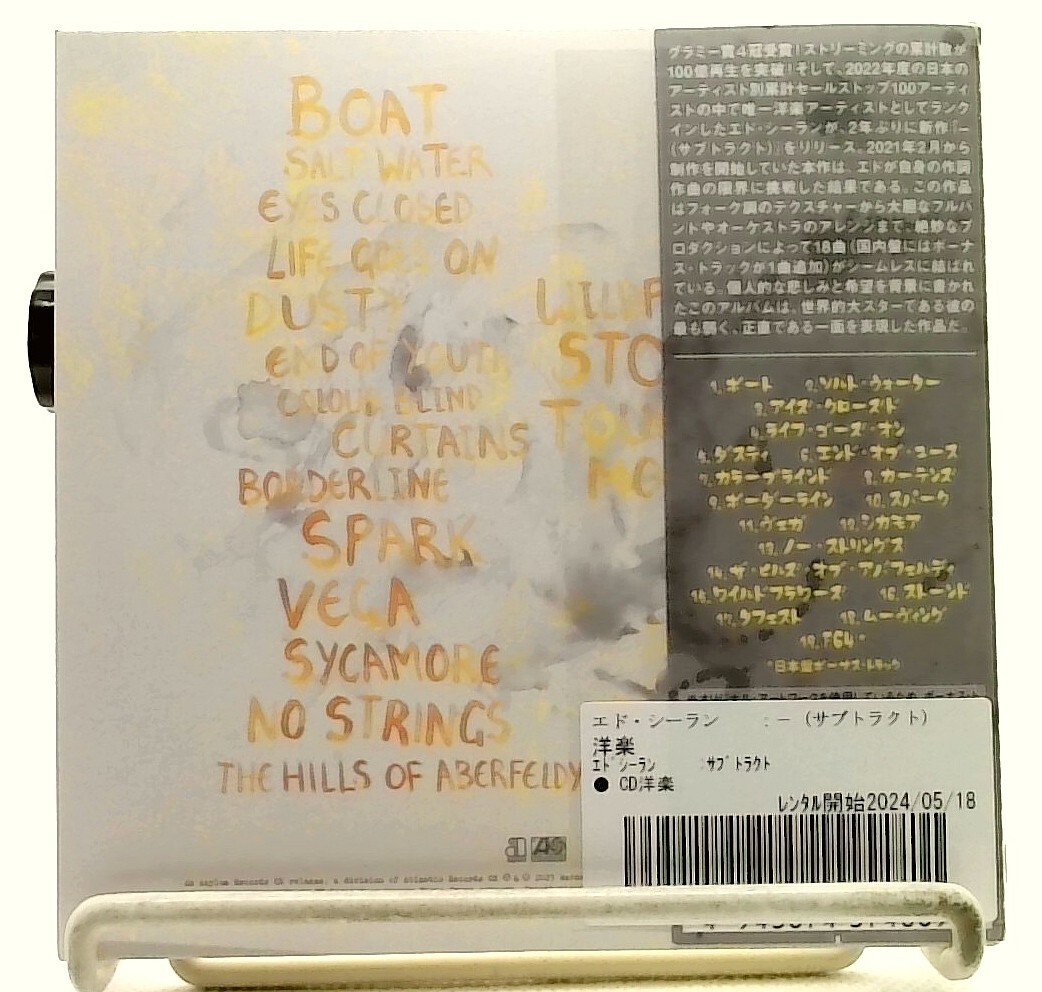 BOAT
SALT WATER
EYES CLOSED
LIFE GOES ON
DUSTY
END OF YOUTH
COLOUR BLIND
CURTAINS
BORDERLINE
SPARK
VEGA
SYCAMORE
NO STRINGS
THE HILLS OF ABERFELDY
WILDF
STO
TOU
ME
グラミー賞4冠受賞!ストリーミングの累計数が
100億再生を突破!そして、2022年度の日本の
アーティスト別累計セールストップ100アーティ
ストの中で唯一洋楽アーティストとしてランク
インしたエド・シーランが、2年ぶりに新作『−
(サブトラクト)』をリリース。2021年2月から
制作を開始していた本作は、エドが自身の作詞
作曲の限界に挑戦した結果である。この作品
はフォーク調のテクスチャーから大胆なフルバ
ンドやオーケストラのアレンジまで、絶妙なプ
ロダクションによって18曲(国内盤にはボーナ
ス・トラックが1曲追加)がシームレスに結ばれ
ている。個人的な悲しみと希望を背景に書かれ
たこのアルバムは、世界的大スターである彼の
最も弱く、正直である一面を表現した作品だ。
1.ボート 2.ソルト・ウォーター
3.アイズ・クローズド
4.ライフ・ゴーズ・オン
5.ダスティ 6.エンド・オブ・ユース
7.カラー・ブラインド 8.カーテンズ
9.ボーダーライン 10.スパーク
11.ヴェガ 12.シカモア
13.ノー・ストリングス
14.ザ・ヒルズ・オブ・アバフェルディ
15.ワイルドフラワーズ 16.ストーンド
17.タフェスト 18.ムーヴィング
19.F64*
*日本盤ボーナス・トラック
エド・シーラン :−(サブトラクト)
洋楽
エド シーラン :サブトラクト
● CD洋楽
レンタル開始2024/05/18